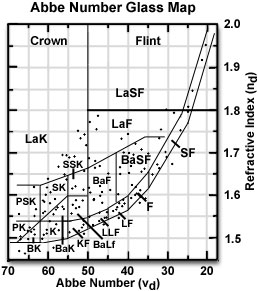 Abbe Number Glass Map
Crown
Flint
2.0
1.9
1.8
1.7
1.6
1.5
LaSF
LaF
LaK
BaSF
SF
SSK
SK
BaF
PSK
F
PK
K
LF
LLF
BK
BaK
KF
BaLf
70
60
50
40
30
20
Abbe Number (vd)
Refractive Index (nd)